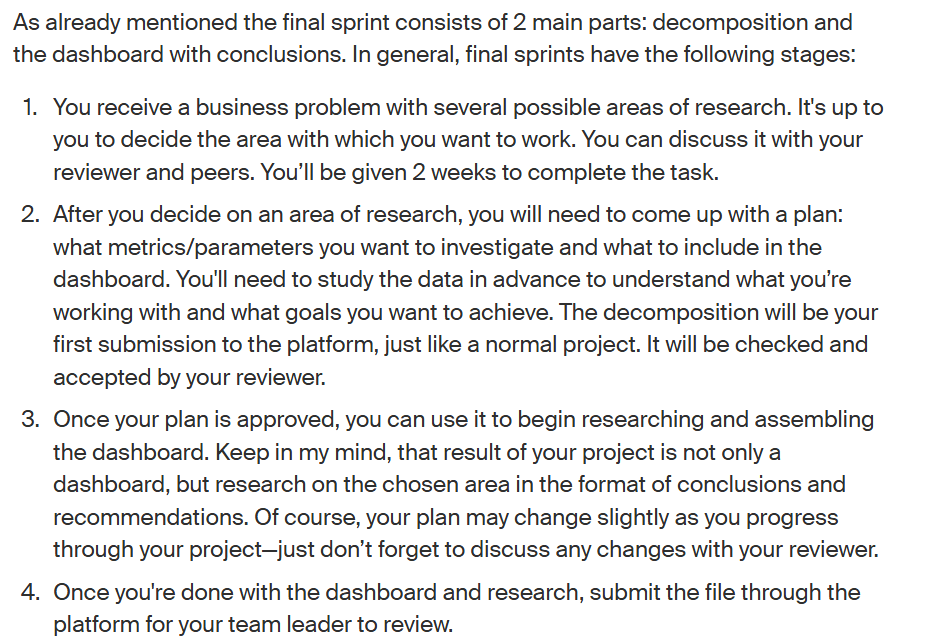 As already mentioned the final sprint consists of 2 main parts: decomposition and
the dashboard with conclusions. In general, final sprints have the following stages:
1. You receive a business problem with several possible areas of research. It's up to
you to decide the area with which you want to work. You can discuss it with your
reviewer and peers. You’ll be given 2 weeks to complete the task.
2. After you decide on an area of research, you will need to come up with a plan:
what metrics/parameters you want to investigate and what to include in the
dashboard. You'll need to study the data in advance to understand what you’re
working with and what goals you want to achieve. The decomposition will be your
first submission to the platform, just like a normal project. It will be checked and
accepted by your reviewer.
3. Once your plan is approved, you can use it to begin researching and assembling
the dashboard. Keep in my mind, that result of your project is not only a
dashboard, but research on the chosen area in the format of conclusions and
recommendations. Of course, your plan may change slightly as you progress
through your project—just don’t forget to discuss any changes with your reviewer.
4. Once you're done with the dashboard and research, submit the file through the
platform for your team leader to review.